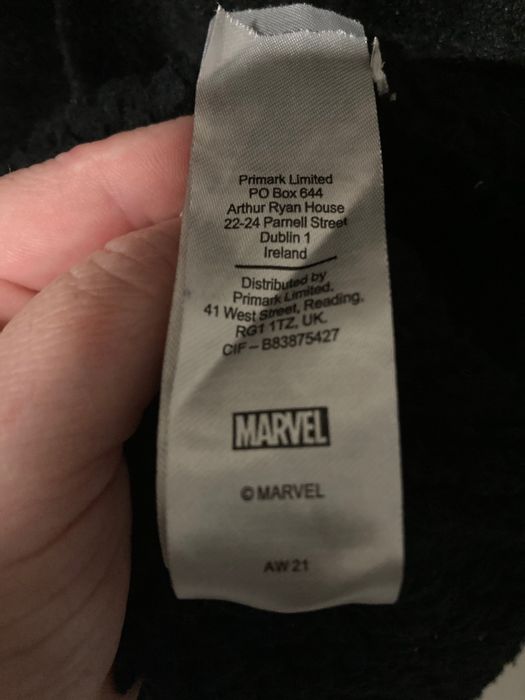 Primark Limited
PO Box 644
Arthur Ryan House
22-24 Parnell Street
Dublin 1
Ireland
Distributed by
Primark Limited,
41 West Street, Reading,
RG1 1TZ, UK.
CIF – B83875427
MARVEL
© MARVEL
AW 21